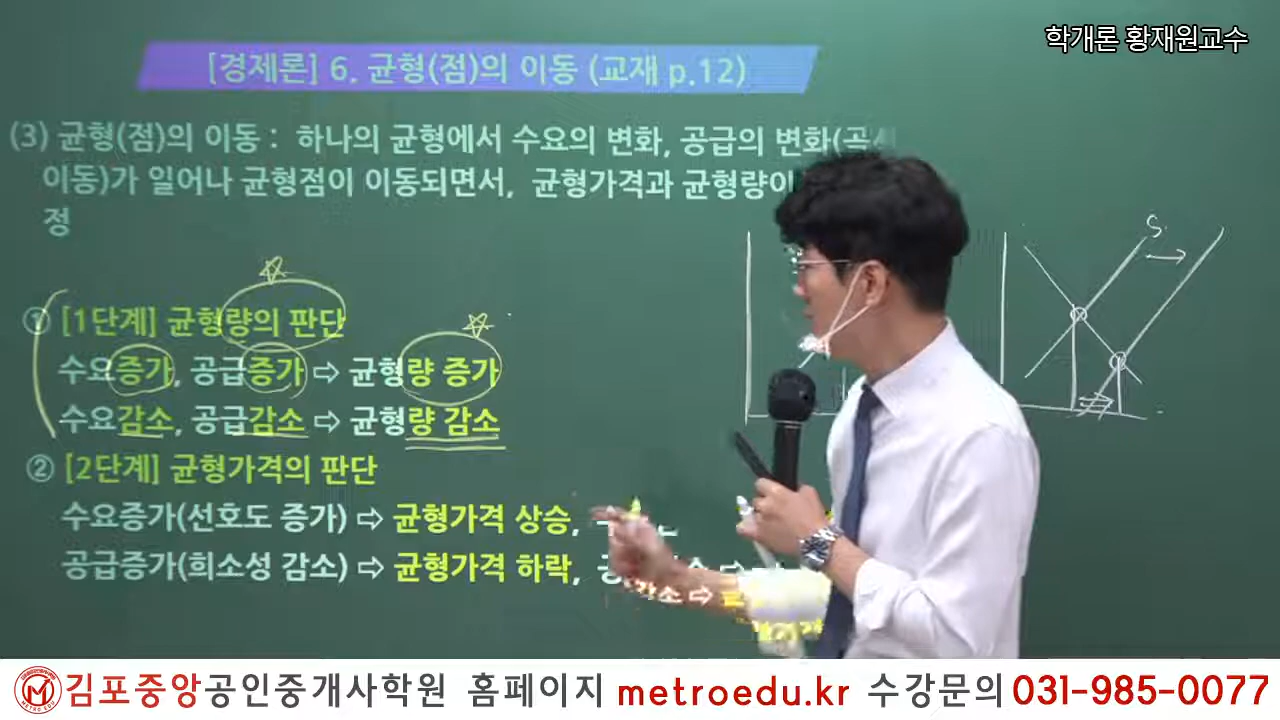 학개론 황재원교수
[경제론] 6. 균형(점)의 이동 (교재 p.12)
(3) 균형(점)의 이동 : 하나의 균형에서 수요의 변화, 공급의 변화(곡선
이동)가 일어나 균형점이 이동되면서, 균형가격과 균형량이
정
① [1단계] 균형량의 판단
수요증가, 공급증가 ⇨ 균형량 증가
수요감소, 공급감소 ⇨ 균형량 감소
② [2단계] 균형가격의 판단
수요증가(선호도 증가) ⇨ 균형가격 상승,
공급증가(희소성 감소) ⇨ 균형가격 하락,
감소 ⇨
S
METRO EDU
김포중앙공인중개사학원 홈페이지 metroedu.kr 수강문의 031-985-0077